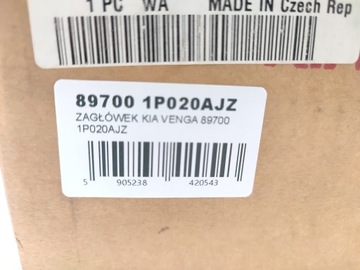 1 PC WA MADE IN Czech Rep
89700 1P020AJZ
ZAGŁÓWEK KIA VENGA 89700
1P020AJZ
5 905238 420543